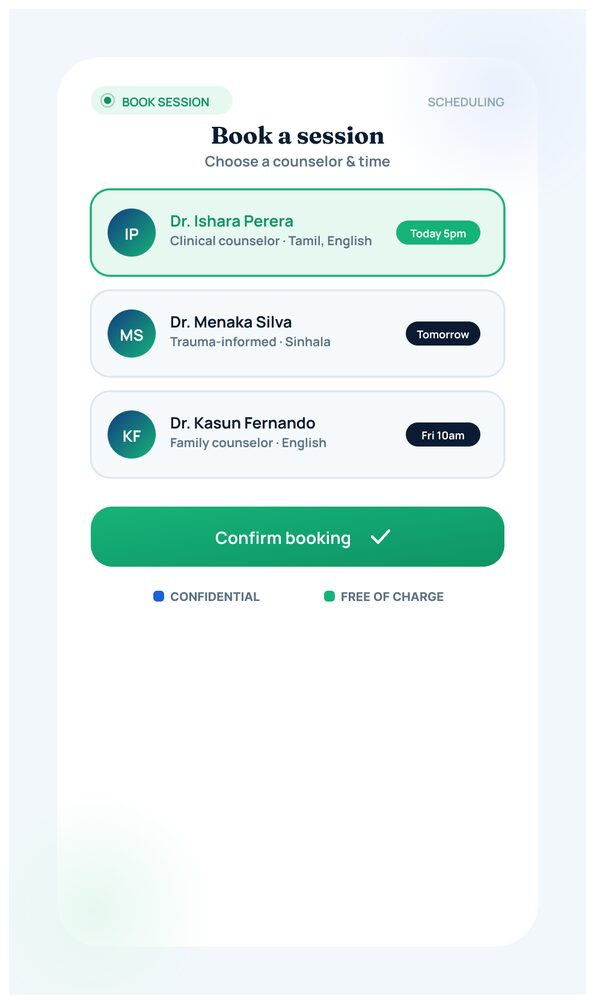 BOOK SESSION
SCHEDULING
Book a session
Choose a counselor & time
IP
Dr. Ishara Perera
Clinical counselor · Tamil, English
Today 5pm
MS
Dr. Menaka Silva
Trauma-informed · Sinhala
Tomorrow
KF
Dr. Kasun Fernando
Family counselor · English
Fri 10am
Confirm booking
CONFIDENTIAL
FREE OF CHARGE